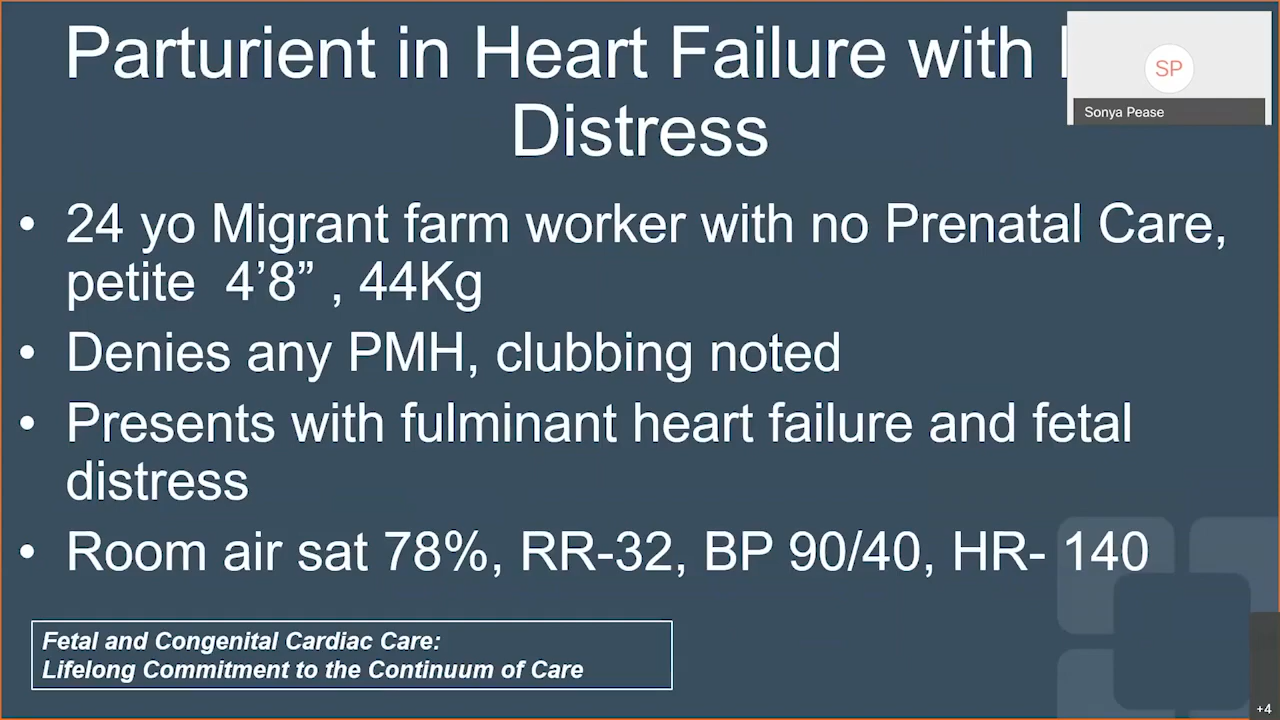 Parturient in Heart Failure with
Distress
SP
Sonya Pease
• 24 yo Migrant farm worker with no Prenatal Care,
petite 4’8” , 44Kg
• Denies any PMH, clubbing noted
• Presents with fulminant heart failure and fetal
distress
• Room air sat 78%, RR-32, BP 90/40, HR- 140
Fetal and Congenital Cardiac Care:
Lifelong Commitment to the Continuum of Care
+4